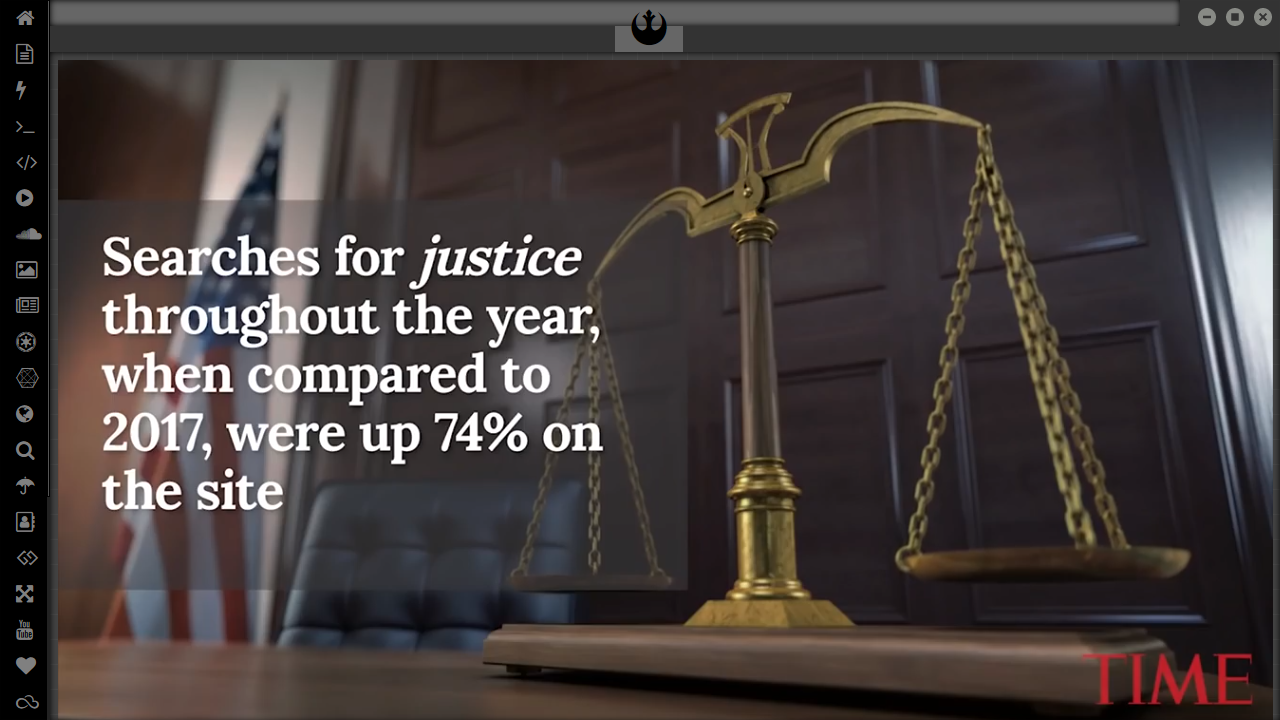 Searches for justice
throughout the year,
when compared to
2017, were up 74% on
the site
TIME
You
Tube